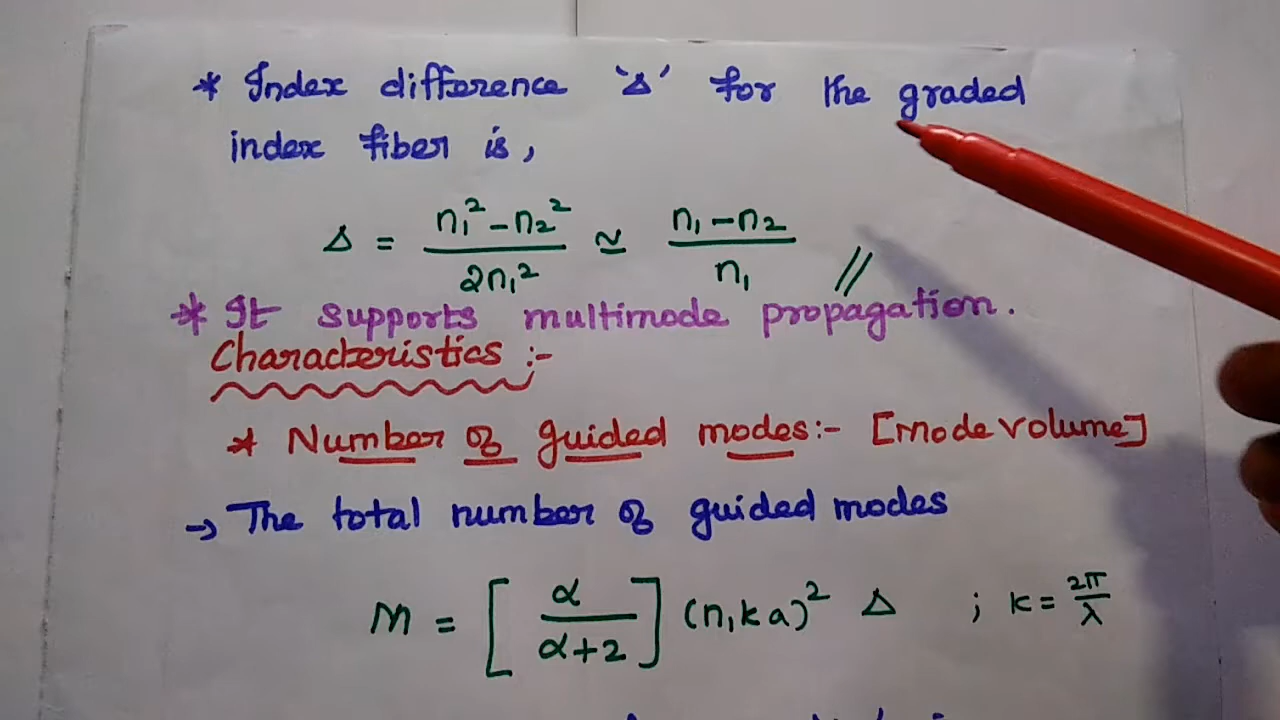 * Index difference 'Δ' for the graded
index fiber is,
Δ = n₁² - n₂² / 2n₁² ≃ n₁ - n₂ / n₁ //
* It supports multimode propagation.
Characteristics :-
* Number of guided modes:- [Mode volume]
→ The total number of guided modes
M = [α / α+2] (n₁ka)² Δ ; k = 2π / λ